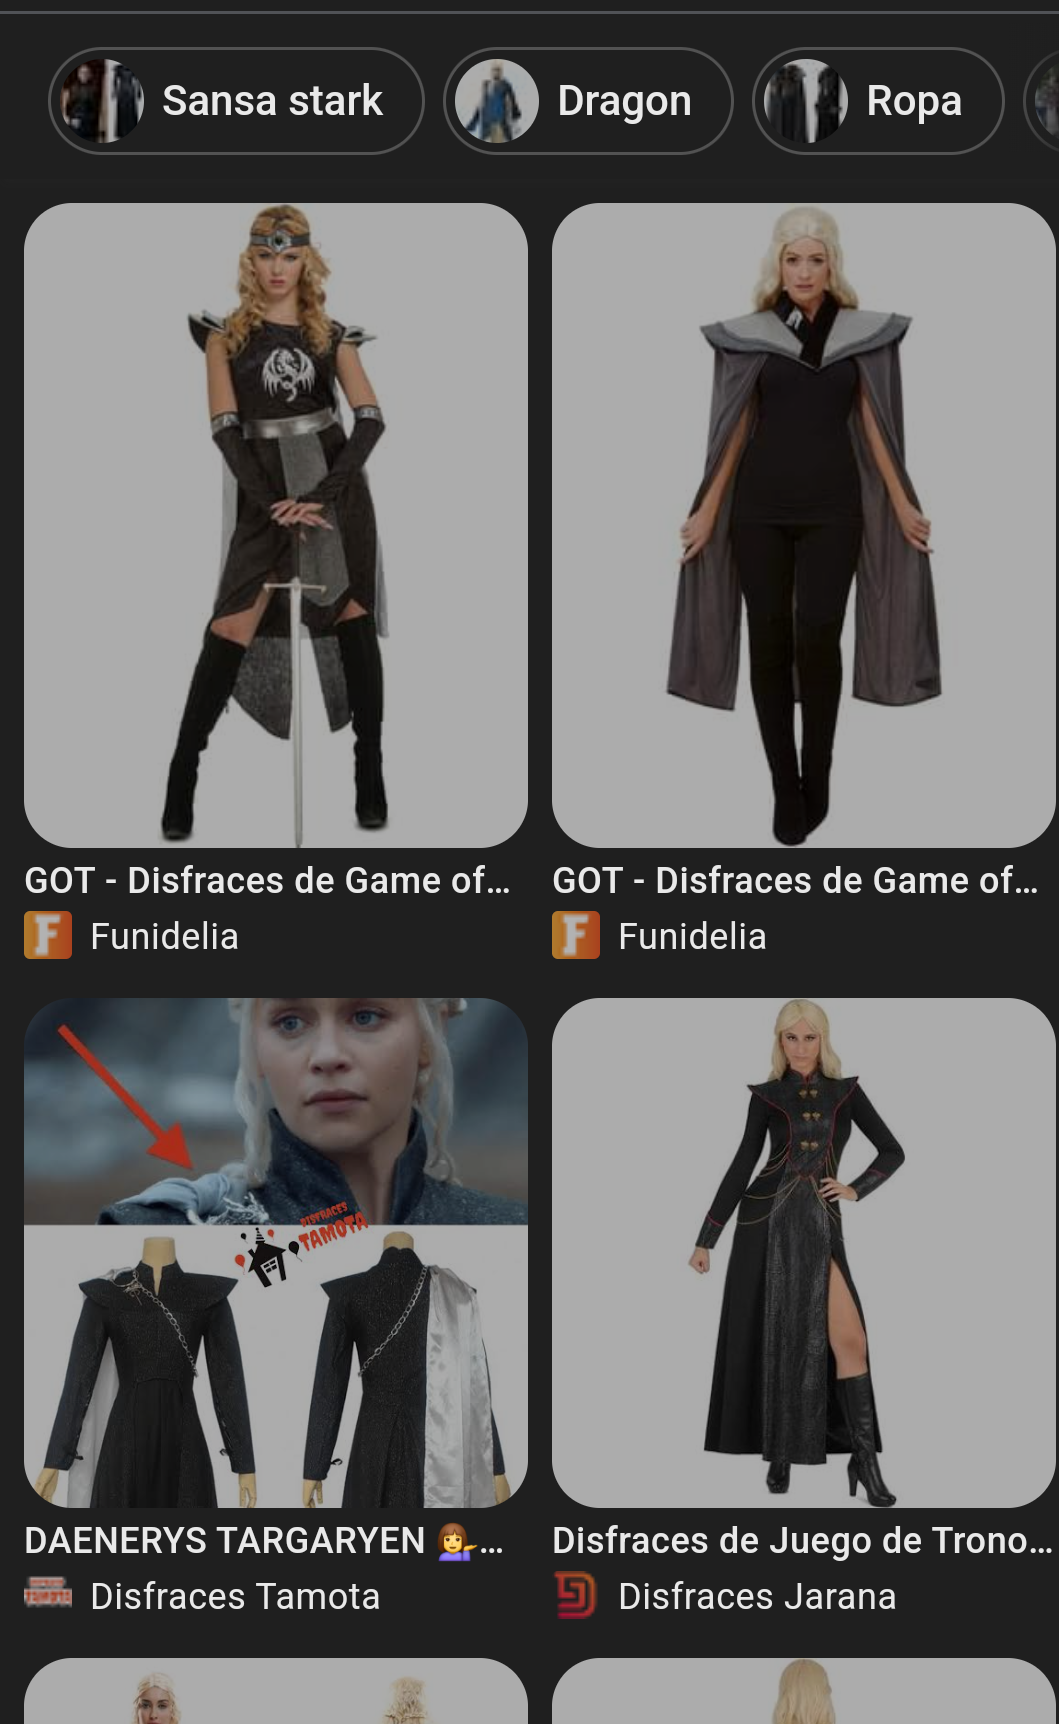 Sansa stark
Dragon
Ropa
GOT - Disfraces de Game of...
GOT - Disfraces de Game of...
Funidelia
Funidelia
DISFRACES
TAMOTA
DAENERYS TARGARYEN 💁‍♀️...
Disfraces de Juego de Trono...
Disfraces Tamota
Disfraces Jarana